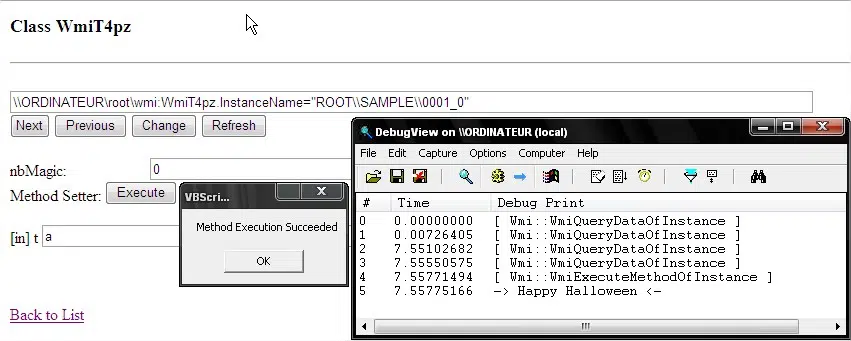 Class WmiT4pz
\\ORDINATEUR\root\wmi:WmiT4pz.InstanceName="ROOT\\SAMPLE\\0001_0"
Next Previous Change Refresh
nbMagic: 0
Method Setter: Execute
[in] t a
Back to List
VBScri...
Method Execution Succeeded
OK
DebugView on \\ORDINATEUR (local)
File Edit Capture Options Computer Help
# Time Debug Print
0 0.00000000 [ Wmi::WmiQueryDataOfInstance ]
1 0.00726405 [ Wmi::WmiQueryDataOfInstance ]
2 7.55102682 [ Wmi::WmiQueryDataOfInstance ]
3 7.55550575 [ Wmi::WmiQueryDataOfInstance ]
4 7.55771494 [ Wmi::WmiExecuteMethodOfInstance ]
5 7.55775166 -> Happy Halloween <-